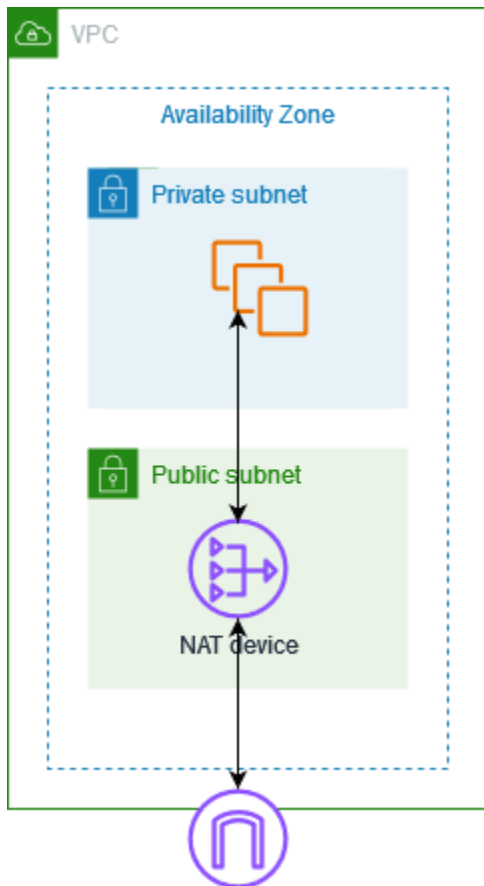 VPC
Availability Zone
Private subnet
Public subnet
NAT device